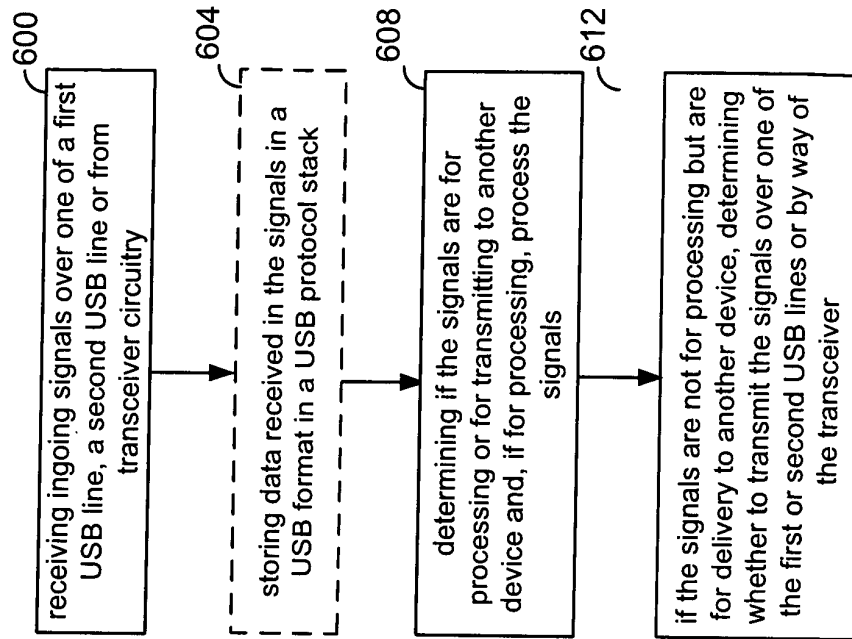 600
receiving ingoing signals over one of a first
USB line, a second USB line or from
transceiver circuitry
604
storing data received in the signals in a
USB format in a USB protocol stack
608
determining if the signals are for
processing or for transmitting to another
device and, if for processing, process the
signals
612
if the signals are not for processing but are
for delivery to another device, determining
whether to transmit the signals over one of
the first or second USB lines or by way of
the transceiver